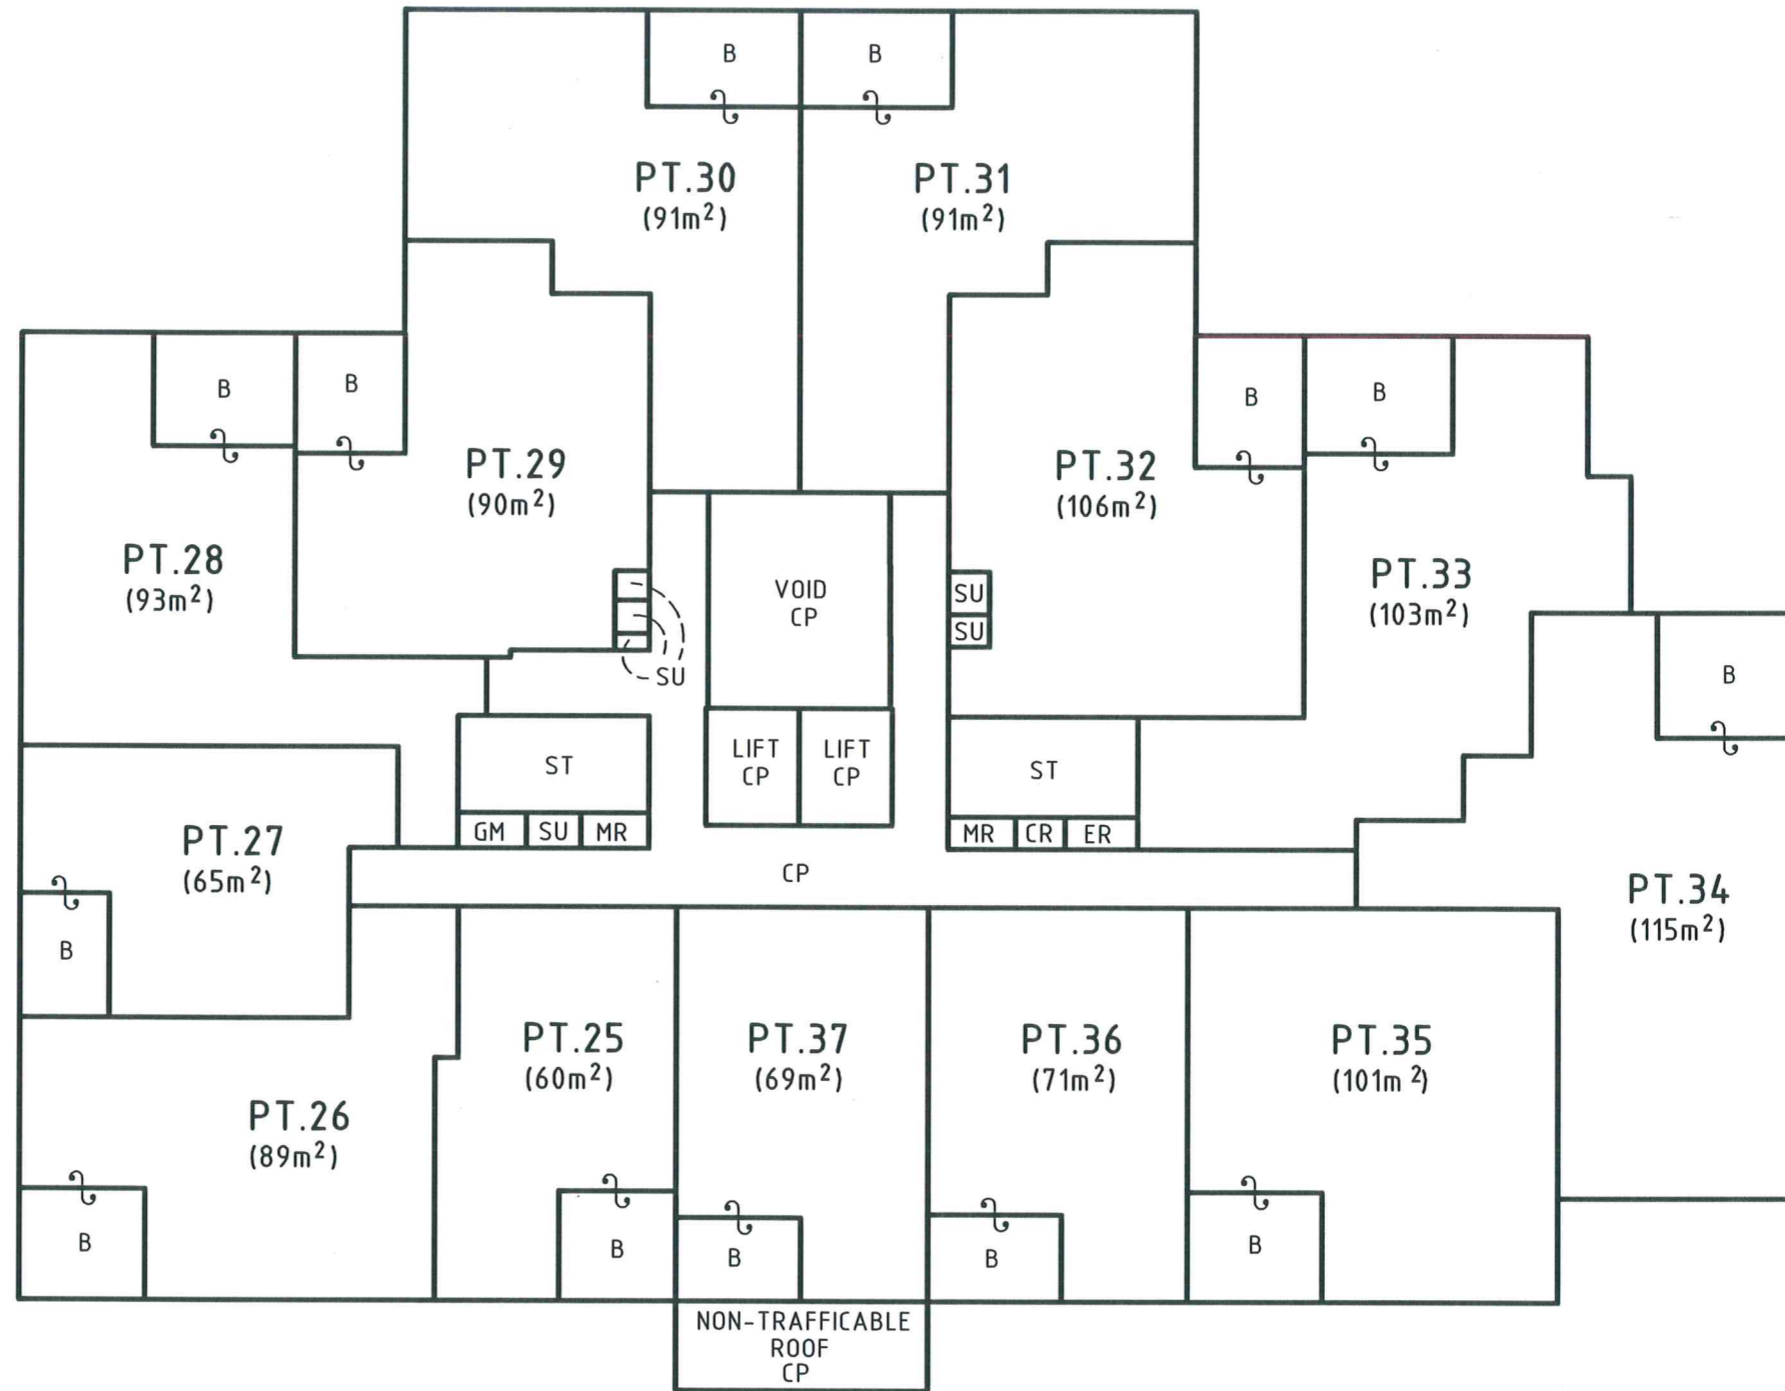 B
B
PT.30
(91m²)
PT.31
(91m²)
B
B
B
B
PT.29
(90m²)
PT.32
(106m²)
PT.28
(93m²)
VOID
CP
SU
SU
PT.33
(103m²)
SU
B
LIFT
CP
LIFT
CP
ST
ST
GM
SU
MR
MR
CR
ER
PT.27
(65m²)
CP
PT.34
(115m²)
B
PT.25
(60m²)
PT.37
(69m²)
PT.36
(71m²)
PT.35
(101m²)
PT.26
(89m²)
B
B
B
B
B
NON-TRAFFICABLE
ROOF
CP